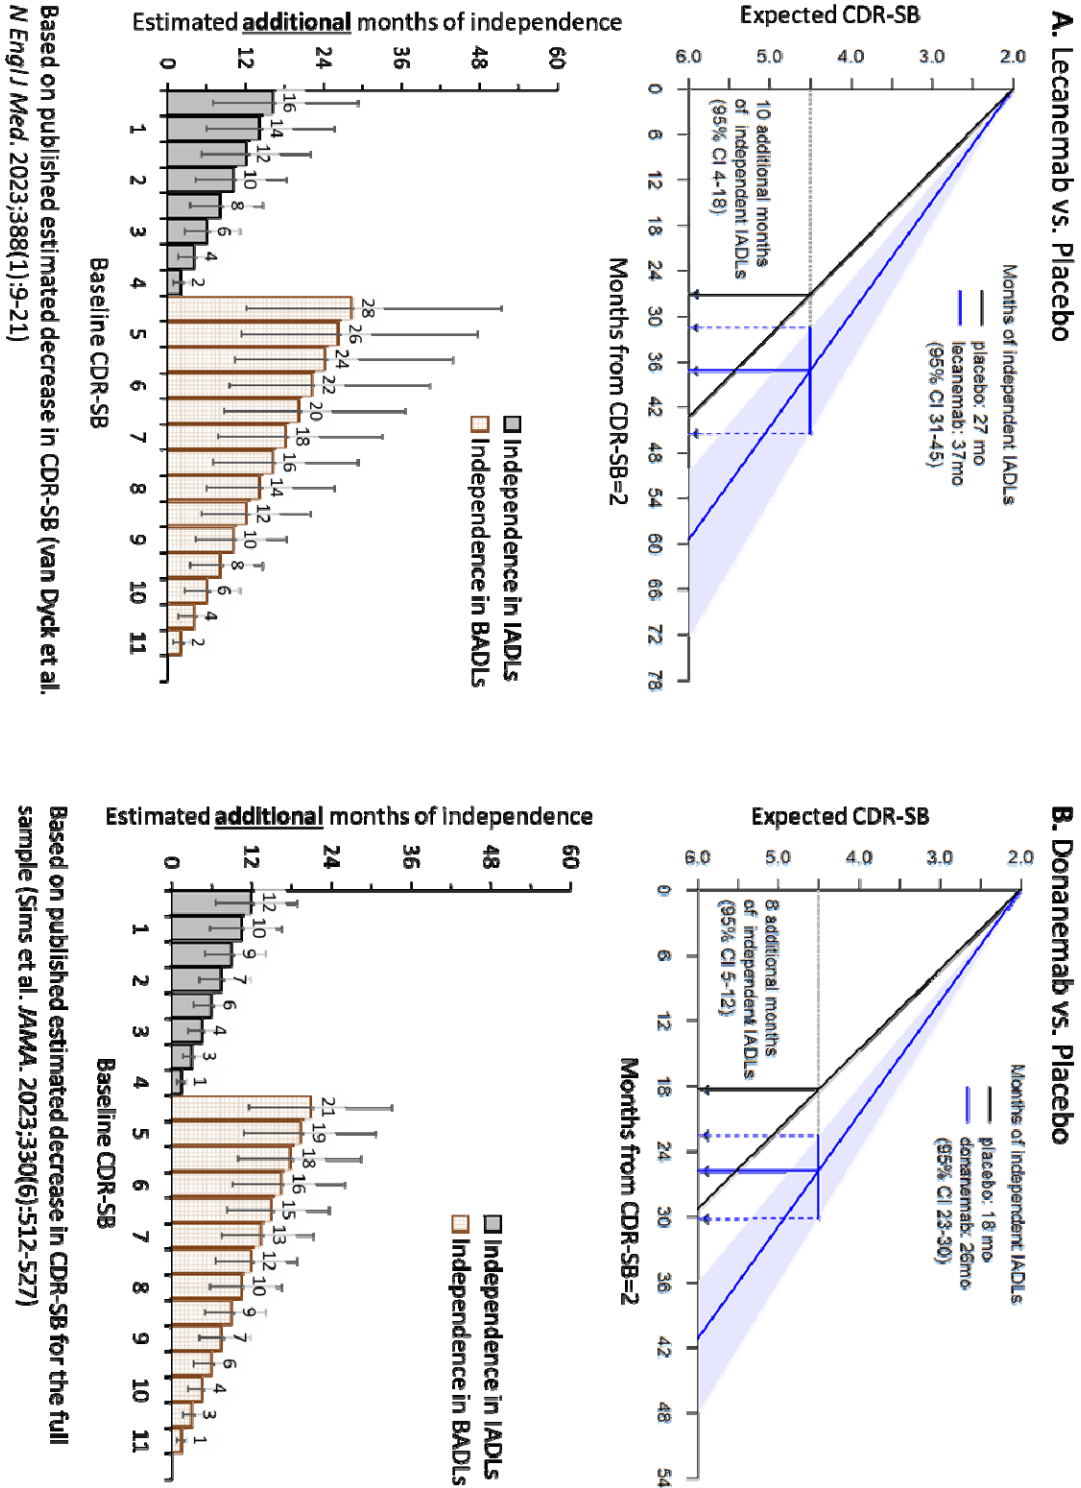 A. Lecanemab vs. Placebo
Expected CDR-SB
2.0
3.0
4.0
5.0
6.0
0 6 12 18 24 30 36 42 48 54 60 66 72 78
Months from CDR-SB=2
Months of independent IADLs
placebo: 27 mo
lecanemab: 37mo
(95% CI 31-45)
10 additional months
of independent IADLs
(95% CI 4-18)
Estimated additional months of independence
60
48
36
24
12
0
Independence in IADLs
Independence in BADLs
16 14 12 10 8 6 4 2 28 26 24 22 20 18 16 14 12 10 8 6 4 2
1 2 3 4 5 6 7 8 9 10 11
Baseline CDR-SB
Based on published estimated decrease in CDR-SB (van Dyck et al.
N Engl J Med. 2023;388(1):9-21)
B. Donanemab vs. Placebo
Expected CDR-SB
2.0
3.0
4.0
5.0
6.0
0 6 12 18 24 30 36 42 48 54
Months from CDR-SB=2
Months of independent IADLs
placebo: 18 mo
donanemab: 26mo
(95% CI 23-30)
8 additional months
of independent IADLs
(95% CI 5-12)
Estimated additional months of independence
60
48
36
24
12
0
Independence in IADLs
Independence in BADLs
12 10 9 7 6 4 3 1 21 19 18 16 15 13 12 10 9 7 6 4 3 1
1 2 3 4 5 6 7 8 9 10 11
Baseline CDR-SB
Based on published estimated decrease in CDR-SB for the full
sample (Sims et al. JAMA. 2023;330(6):512-527)